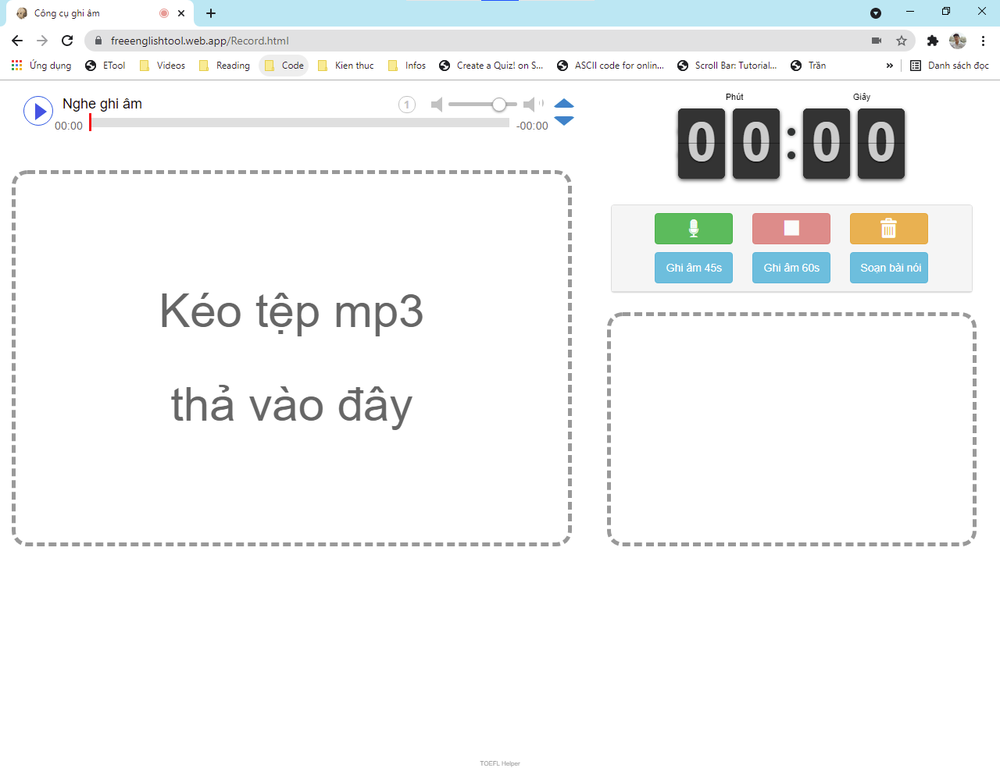 Công cụ ghi âm
freeenglishtool.web.app/Record.html
Ứng dụng
ETool
Videos
Reading
Code
Kien thuc
Infos
Create a Quiz! on S...
ASCII code for onlin...
Scroll Bar: Tutorial...
Trăn
»
Danh sách đọc
Nghe ghi âm
1
00:00
-00:00
Phút
Giây
00:00
Ghi âm 45s
Ghi âm 60s
Soạn bài nói
Kéo tệp mp3
thả vào đây
TOEFL Helper